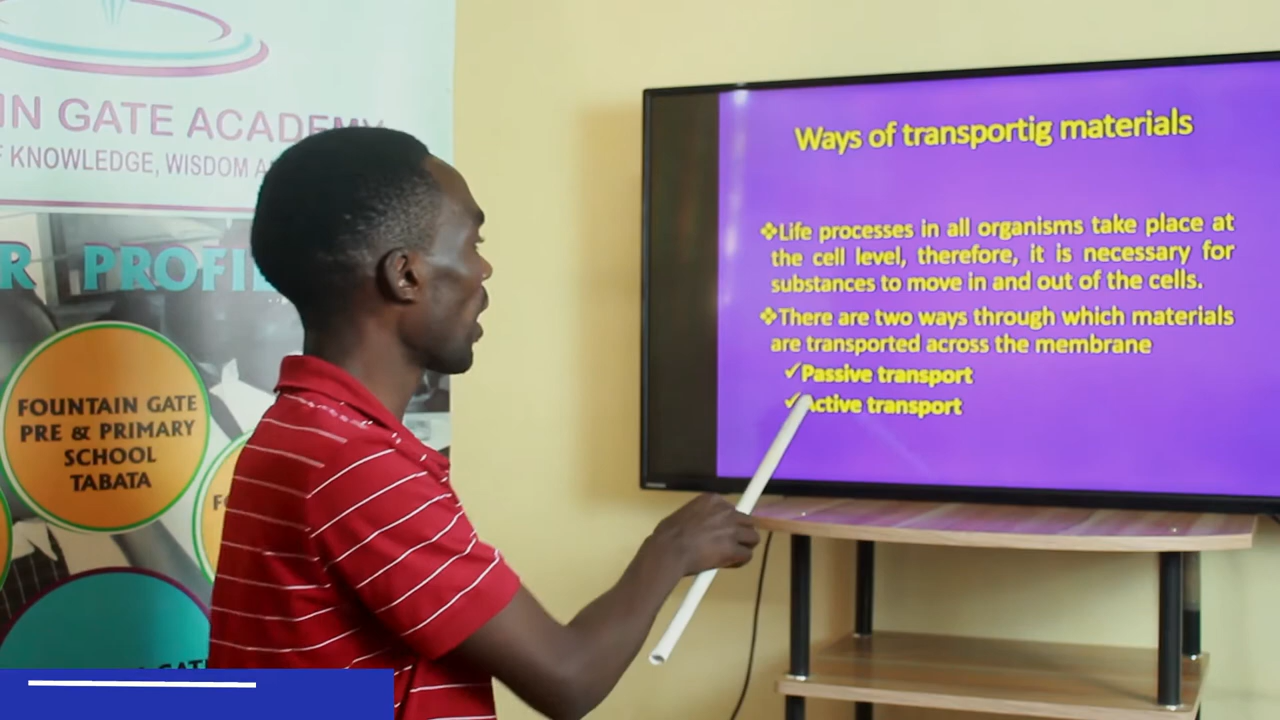 GATE ACADEMY
KNOWLEDGE, WISDOM
PROFI
FOUNTAIN GATE
PRE & PRIMARY
SCHOOL
TABATA
Ways of transportig materials
❖Life processes in all organisms take place at
the cell level, therefore, it is necessary for
substances to move in and out of the cells.
❖There are two ways through which materials
are transported across the membrane
✓Passive transport
✓Active transport